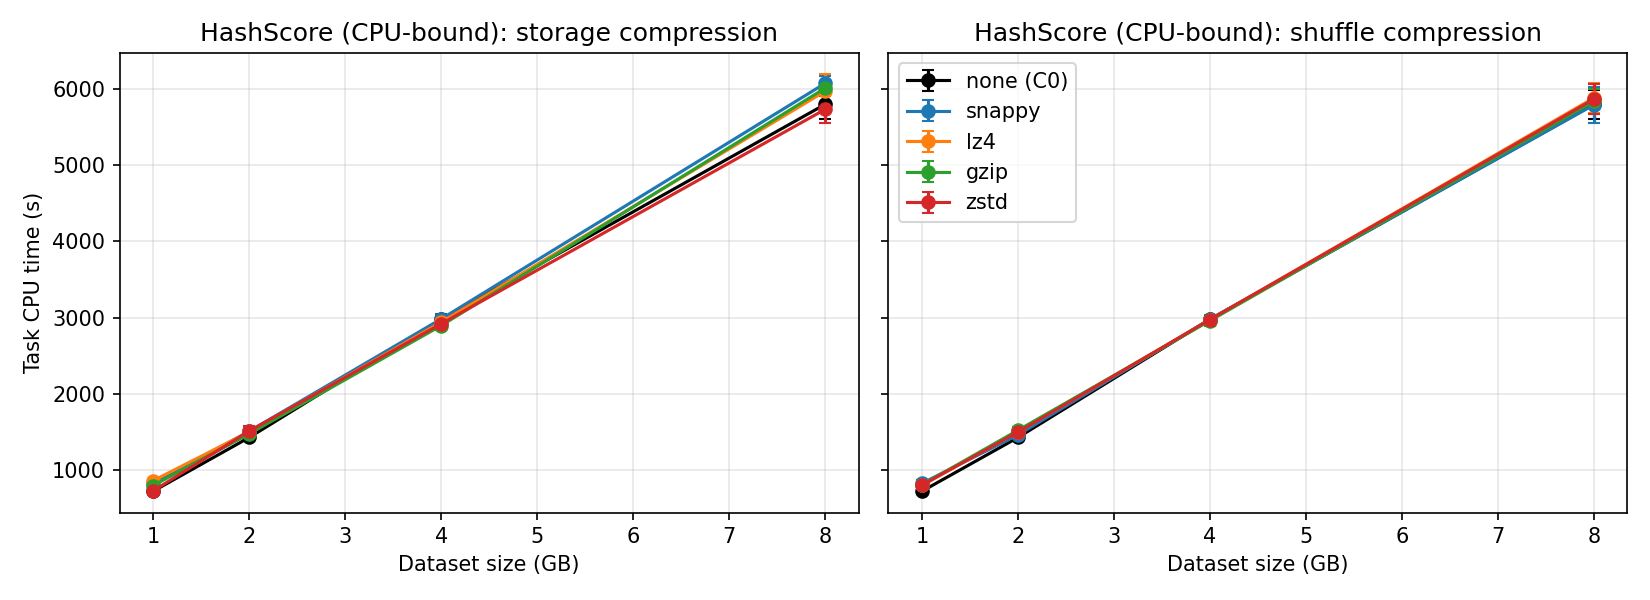 HashScore (CPU-bound): storage compression
Task CPU time (s)
6000
5000
4000
3000
2000
1000
1 2 3 4 5 6 7 8
Dataset size (GB)
HashScore (CPU-bound): shuffle compression
none (C0)
snappy
lz4
gzip
zstd
1 2 3 4 5 6 7 8
Dataset size (GB)